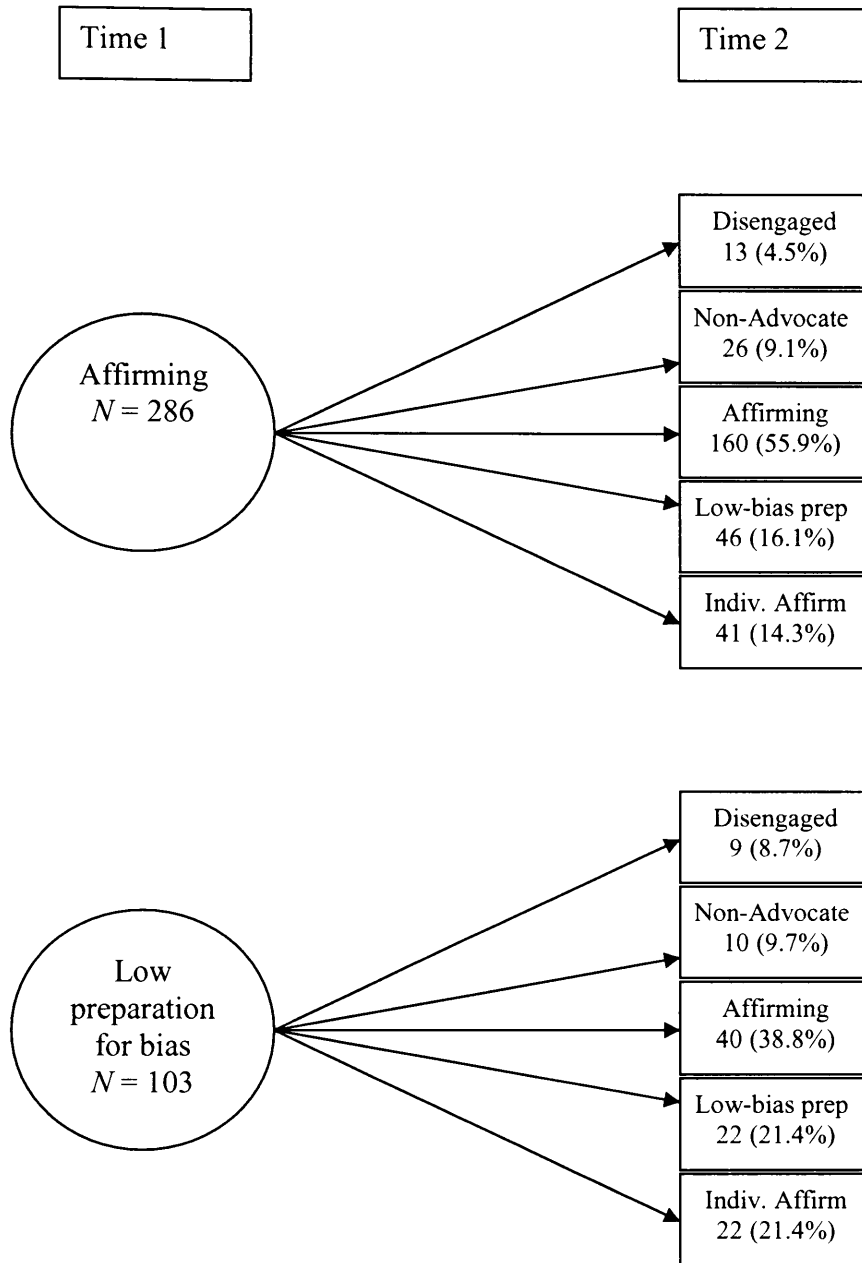 Time 1
Time 2
Disengaged
13 (4.5%)
Non-Advocate
26 (9.1%)
Affirming
N = 286
Affirming
160 (55.9%)
Low-bias prep
46 (16.1%)
Indiv. Affirm
41 (14.3%)
Disengaged
9 (8.7%)
Non-Advocate
10 (9.7%)
Low
preparation
for bias
N = 103
Affirming
40 (38.8%)
Low-bias prep
22 (21.4%)
Indiv. Affirm
22 (21.4%)